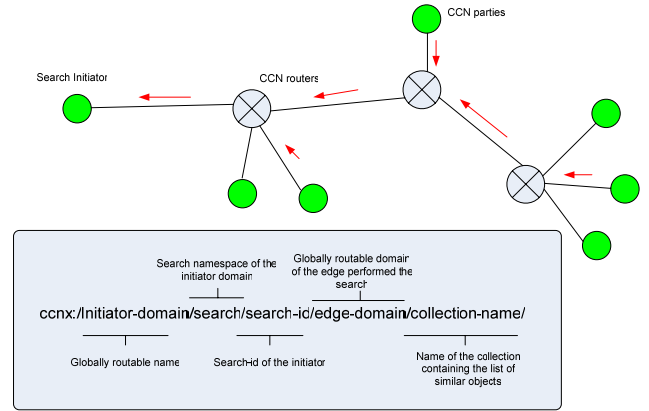 CCN parties
Search Initiator
CCN routers
Search namespace of the
initiator domain
Globally routable domain
of the edge performed the
search
ccnx:/Initiator-domain/search/search-id/edge-domain/collection-name/
Globally routable name
Search-id of the initiator
Name of the collection
containing the list of
similar objects